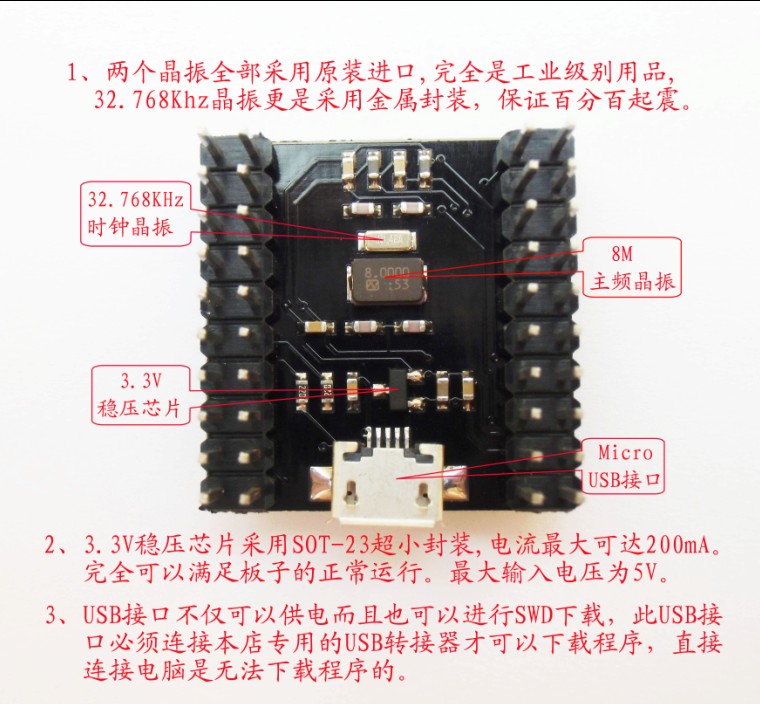 1、两个晶振全部采用原装进口,完全是工业级别用品,
32.768Khz晶振更是采用金属封装，保证百分百起震。
32.768KHz
时钟晶振
8M
主频晶振
8.0000
:53
3.3V
稳压芯片
Micro
USB接口
2、3.3V稳压芯片采用SOT-23超小封装,电流最大可达200mA。
完全可以满足板子的正常运行。最大输入电压为5V。
3、USB接口不仅可以供电而且也可以进行SWD下载，此USB接
口必须连接本店专用的USB转接器才可以下载程序，直接
连接电脑是无法下载程序的。